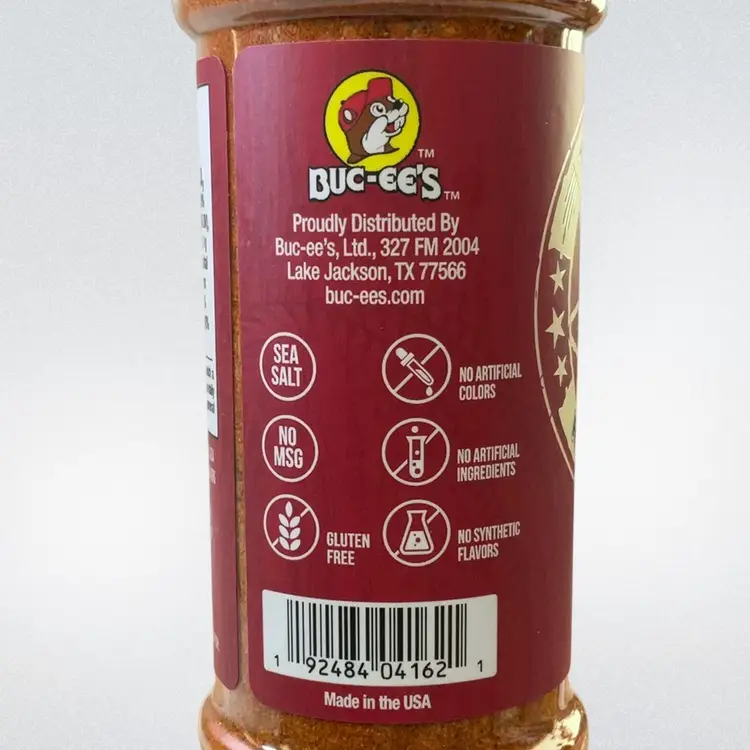 BUC-EE'S TM
TM
Proudly Distributed By
Buc-ee's, Ltd., 327 FM 2004
Lake Jackson, TX 77566
buc-ees.com
SEA
SALT
NO ARTIFICIAL
COLORS
NO
MSG
NO ARTIFICIAL
INGREDIENTS
GLUTEN
FREE
NO SYNTHETIC
FLAVORS
1 92484 04162 1
Made in the USA